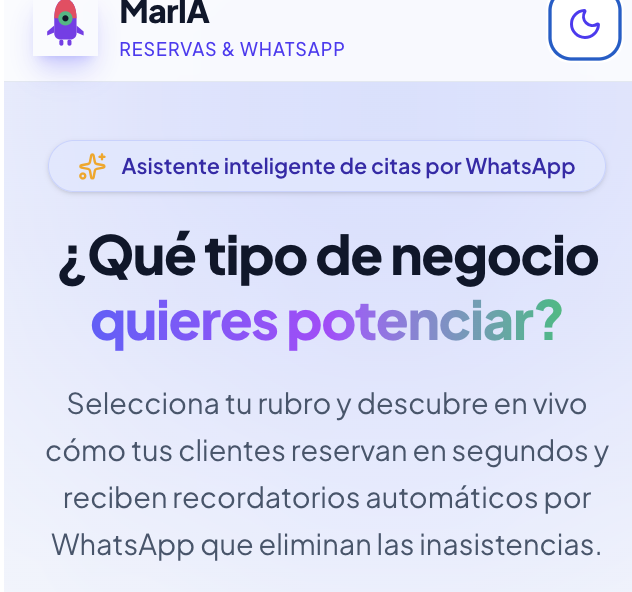 MarIA
RESERVAS & WHATSAPP
Asistente inteligente de citas por WhatsApp
¿Qué tipo de negocio
quieres potenciar?
Selecciona tu rubro y descubre en vivo
cómo tus clientes reservan en segundos y
reciben recordatorios automáticos por
WhatsApp que eliminan las inasistencias.